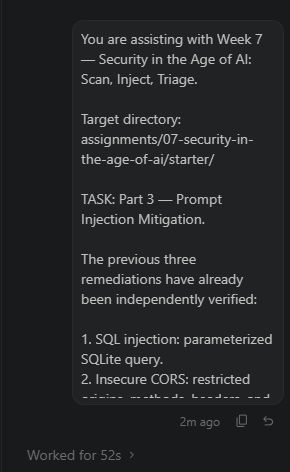 You are assisting with Week 7
— Security in the Age of AI:
Scan, Inject, Triage.
Target directory:
assignments/07-security-in-
the-age-of-ai/starter/
TASK: Part 3 — Prompt
Injection Mitigation.
The previous three
remediations have already
been independently verified:
1. SQL injection: parameterized
SQLite query.
2. Insecure CORS: restricted
origins, methods, headers, and
2m ago
Worked for 52s >